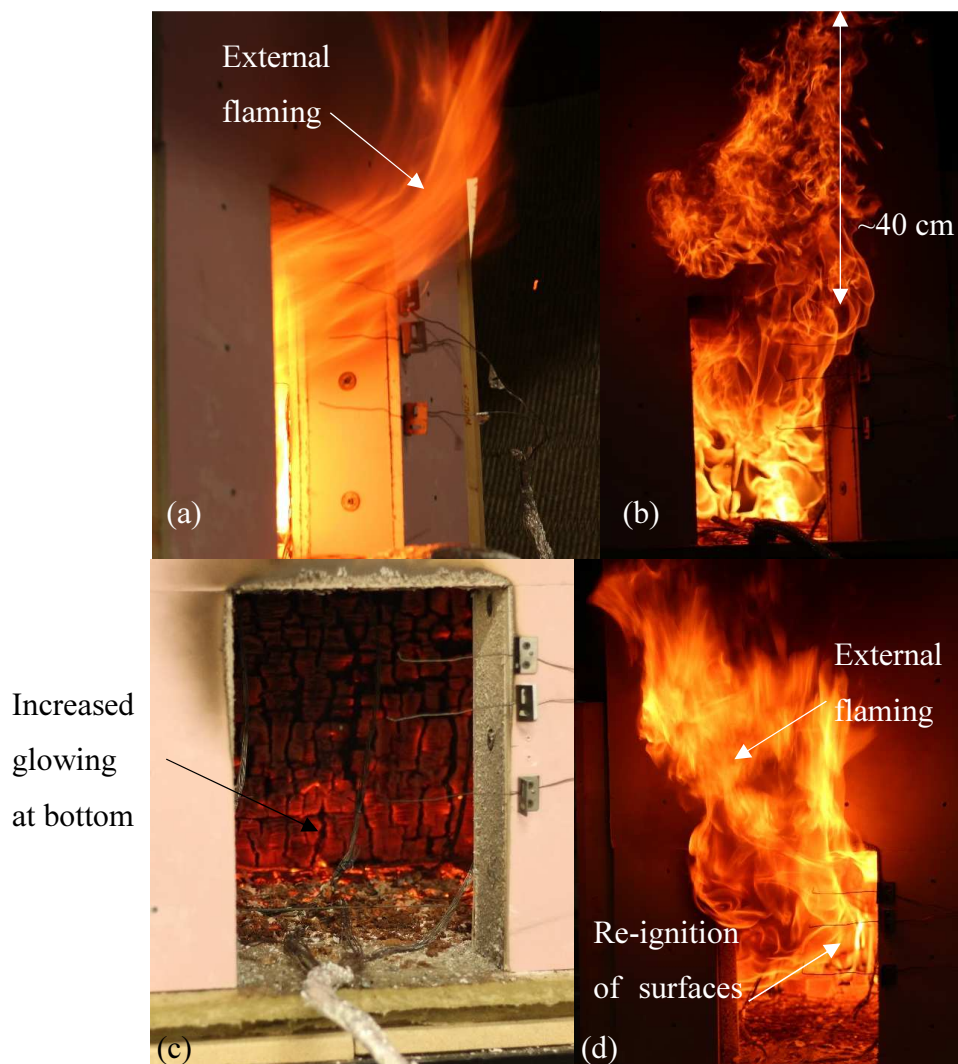 External
flaming
~40 cm
(a)
(b)
Increased
glowing
at bottom
External
flaming
Re-ignition
of surfaces
(c)
(d)